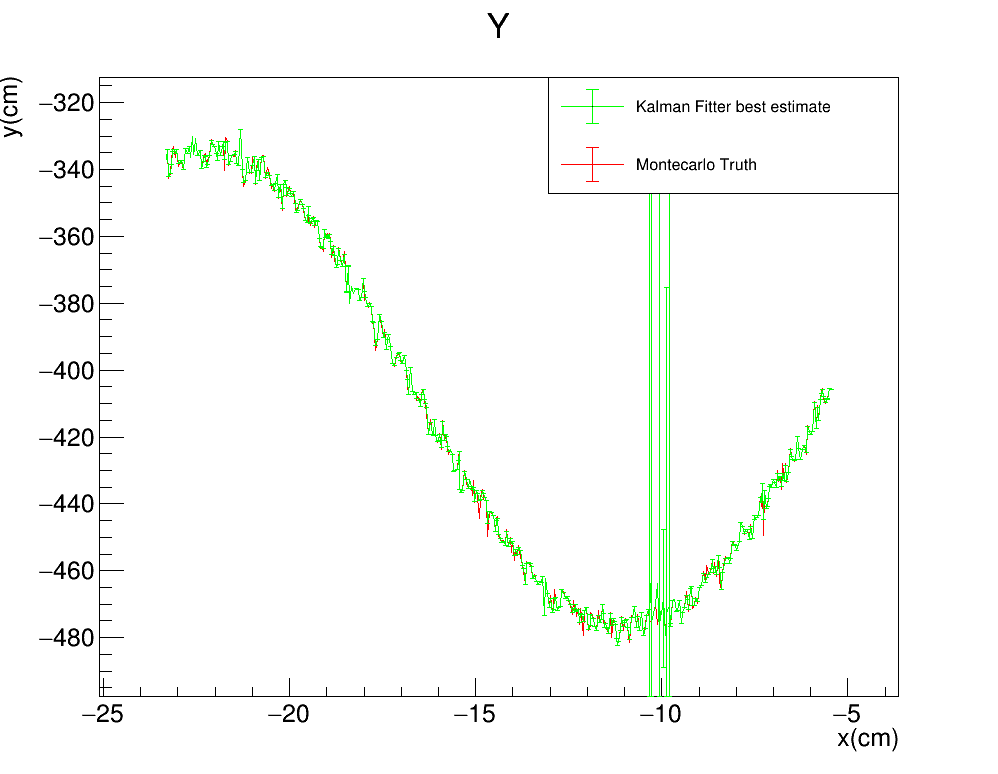 Y
y(cm)
−320
−340
−360
−380
−400
−420
−440
−460
−480
Kalman Fitter best estimate
Montecarlo Truth
−25 −20 −15 −10 −5
x(cm)